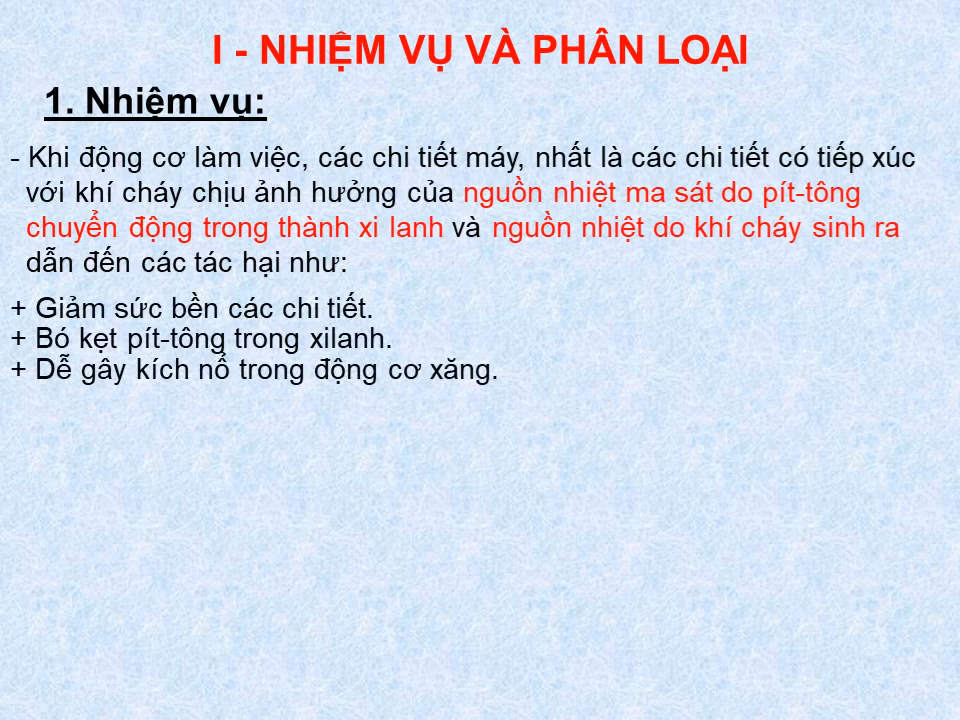 I - NHIỆM VỤ VÀ PHÂN LOẠI
1. Nhiệm vụ:
- Khi động cơ làm việc, các chi tiết máy, nhất là các chi tiết có tiếp xúc
với khí cháy chịu ảnh hưởng của nguồn nhiệt ma sát do pít-tông
chuyển động trong thành xi lanh và nguồn nhiệt do khí cháy sinh ra
dẫn đến các tác hại như:
+ Giảm sức bền các chi tiết.
+ Bó kẹt pít-tông trong xilanh.
+ Dễ gây kích nổ trong động cơ xăng.